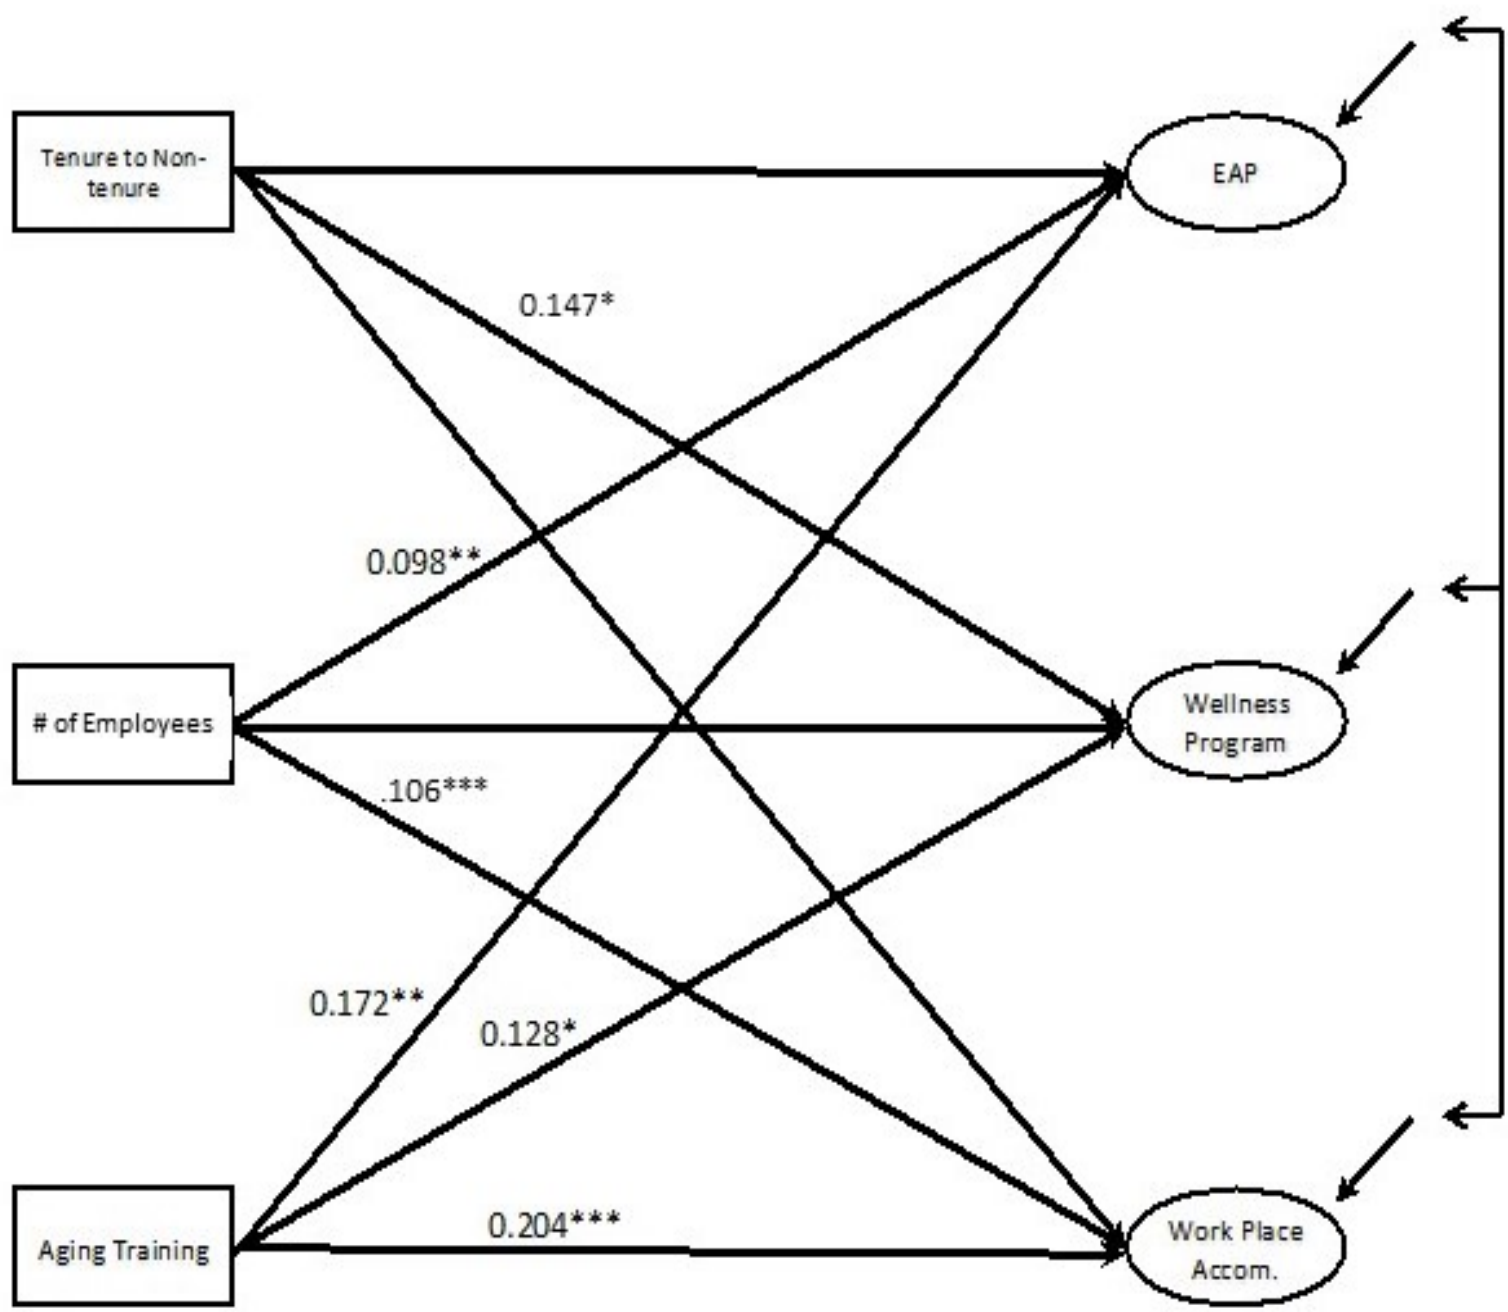 Tenure to Non-
tenure
EAP
0.147*
0.098**
# of Employees
Wellness
Program
.106***
0.172**
0.128*
0.204***
Aging Training
Work Place
Accom.